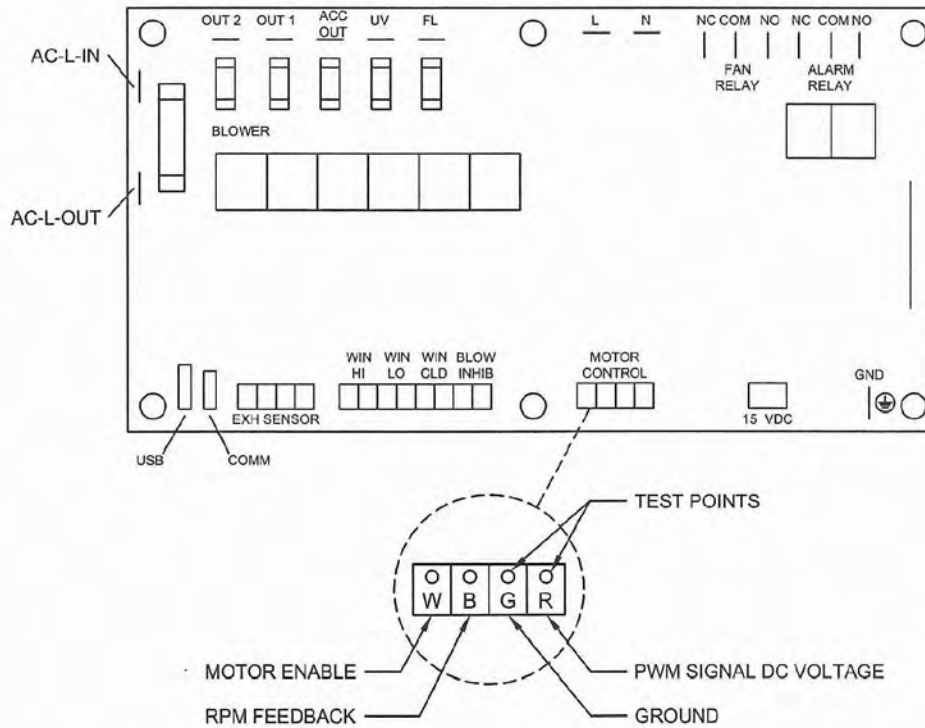 AC-L-IN
OUT 2 OUT 1 ACC OUT UV FL
L N
NC COM NO NC COM NO
FAN RELAY
ALARM RELAY
BLOWER
AC-L-OUT
WIN HI
WIN LO
WIN CLD
BLOW INHIB
MOTOR CONTROL
GND
EXH SENSOR
15 VDC
USB
COMM
TEST POINTS
W B G R
MOTOR ENABLE
PWM SIGNAL DC VOLTAGE
RPM FEEDBACK
GROUND